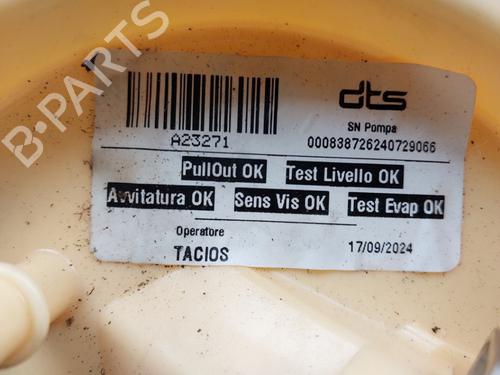 dts
SN Pompa
A23271
000838726240729066
PullOut OK
Test Livello OK
Avvitatura OK
Sens Vis OK
Test Evap OK
Operatore
TACIOS
17/09/2024